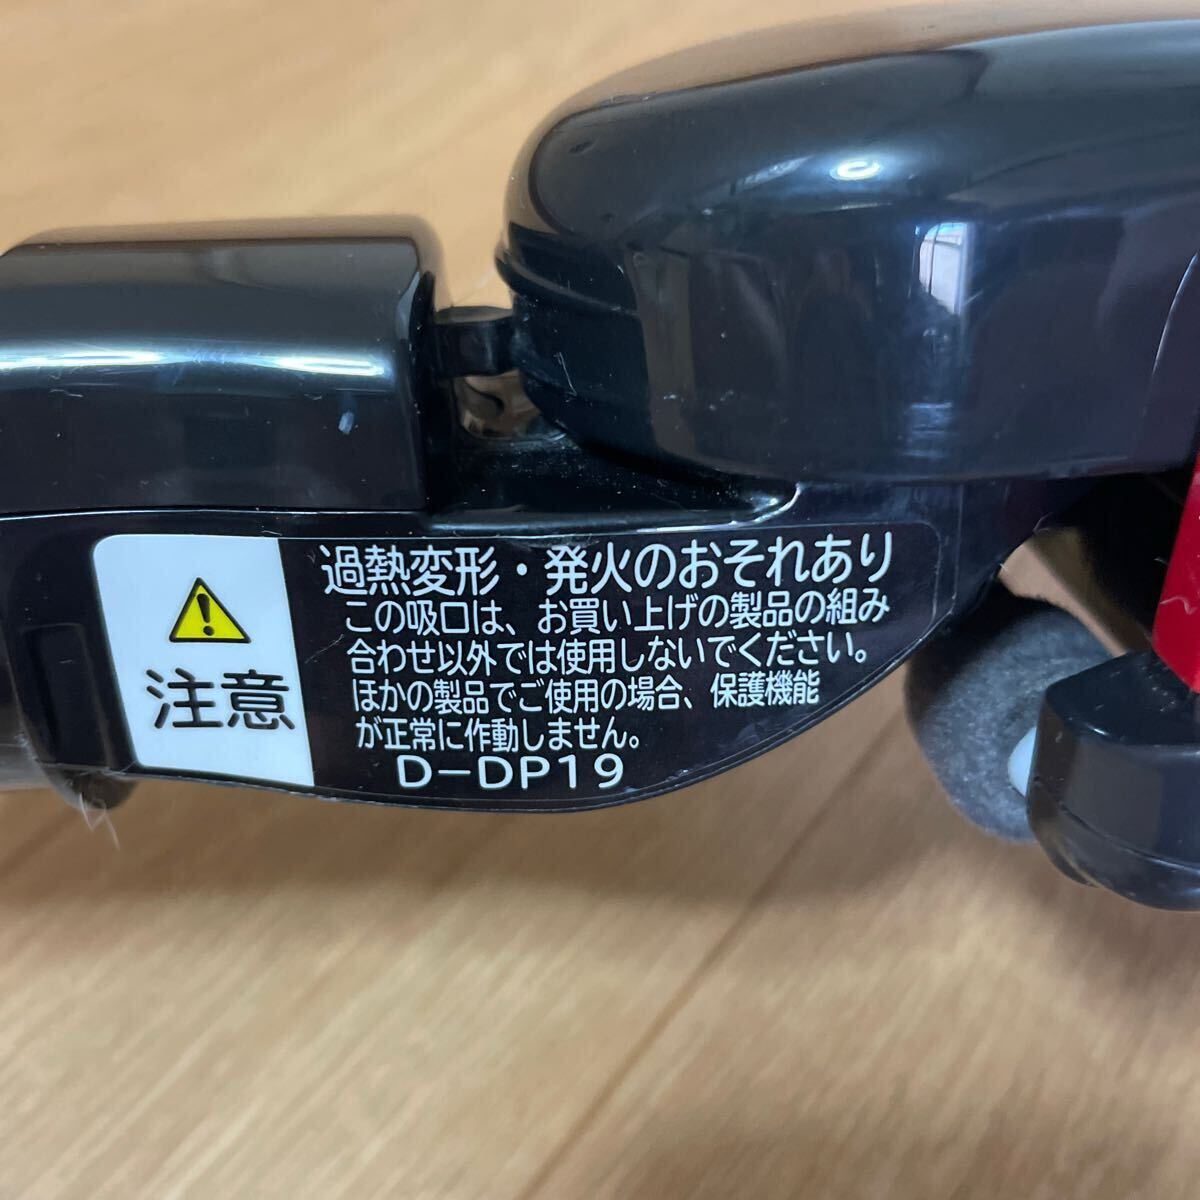 注意
過熱変形・発火のおそれあり
この吸口は、お買い上げの製品の組み
合わせ以外では使用しないでください。
ほかの製品でご使用の場合、保護機能
が正常に作動しません。
D-DP19